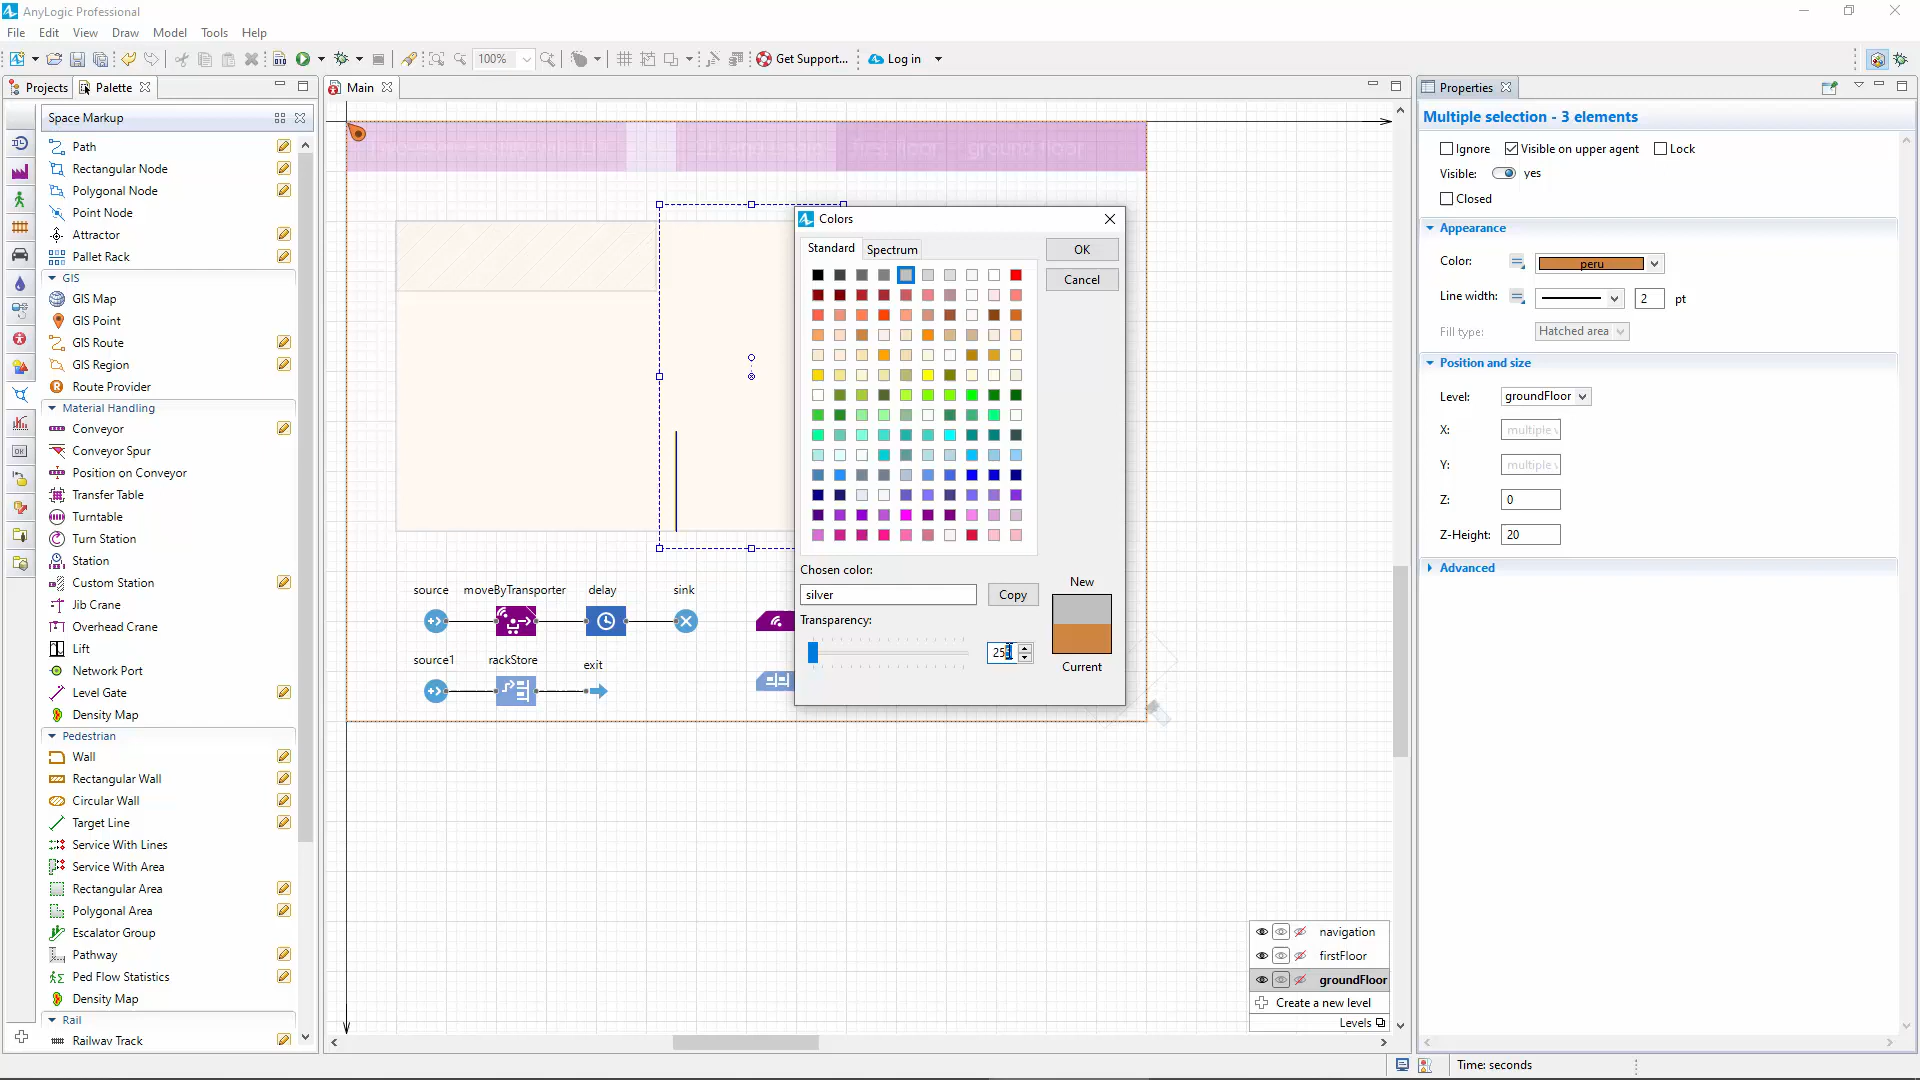 AnyLogic Professional
File Edit View Draw Model Tools Help
100% Get Support... Log in
Projects Palette
Main
Properties
Space Markup
Path
Rectangular Node
Polygonal Node
Point Node
Attractor
Pallet Rack
GIS
GIS Map
GIS Point
GIS Route
GIS Region
Route Provider
Material Handling
Conveyor
Conveyor Spur
Position on Conveyor
Transfer Table
Turntable
Turn Station
Station
Custom Station
Jib Crane
Overhead Crane
Lift
Network Port
Level Gate
Density Map
Pedestrian
Wall
Rectangular Wall
Circular Wall
Target Line
Service With Lines
Service With Area
Rectangular Area
Polygonal Area
Escalator Group
Pathway
Ped Flow Statistics
Density Map
Rail
Railway Track
first floor ground floor
source moveByTransporter delay sink
source1 rackStore exit
Colors
Standard Spectrum
OK
Cancel
Chosen color:
silver
Copy
Transparency:
New
Current
navigation
firstFloor
groundFloor
Create a new level
Levels
Multiple selection - 3 elements
Ignore Visible on upper agent Lock
Visible: yes
Closed
Appearance
Color: peru
Line width: 2 pt
Fill type: Hatched area
Position and size
Level: groundFloor
X: multiple v
Y: multiple v
Z: 0
Z-Height: 20
Advanced
Time: seconds